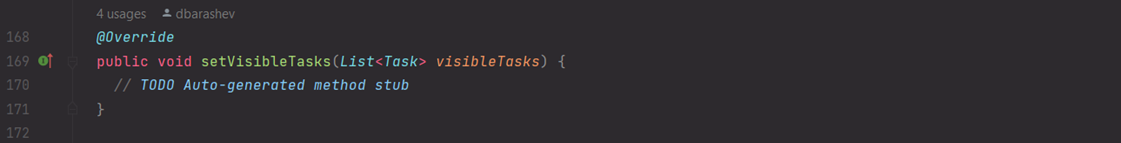 4 usages dbarashev
168 @Override
169 public void setVisibleTasks(List<Task> visibleTasks) {
170 // TODO Auto-generated method stub
171 }
172